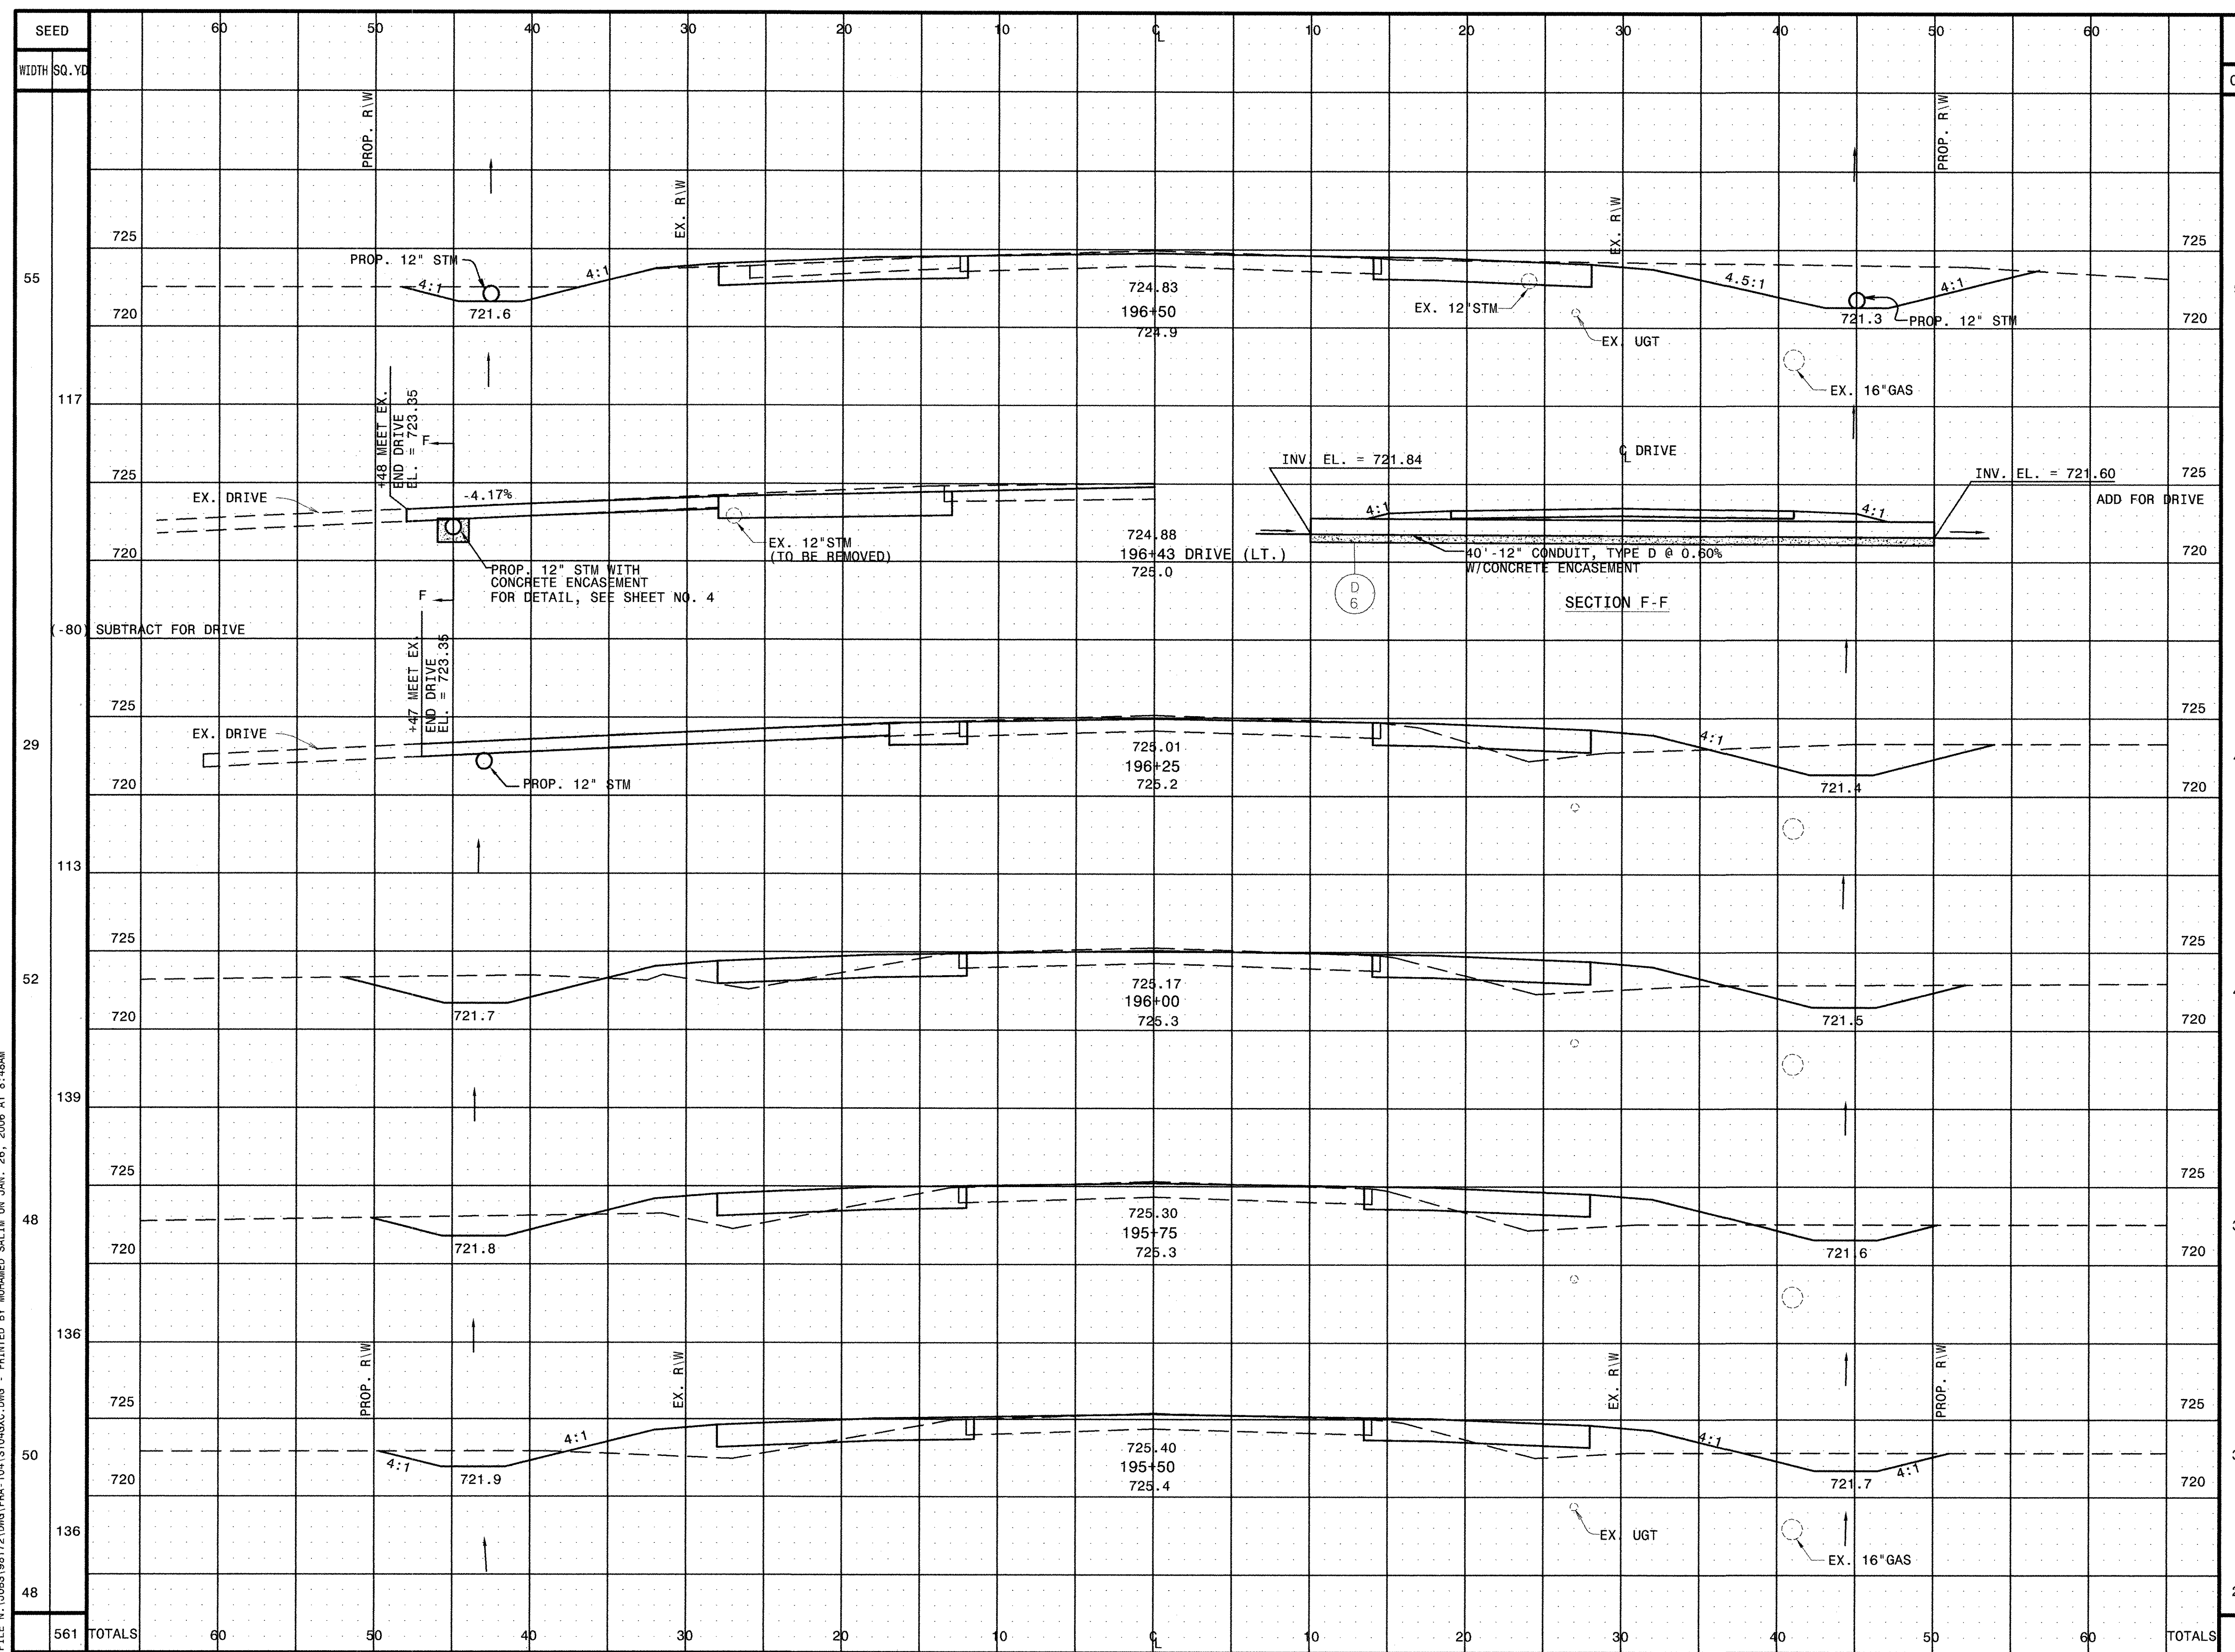 SEED
WIDTH SQ.YD
60 50 40 30 20 10 C L 10 20 30 40 50 60
PROP. R\W
EX. R\W
EX. R\W
PROP. R\W
725 725
55
PROP. 12" STM
4:1
4:1
4.5:1
4:1
724.83
196+50
724.9
EX. 12"STM
EX. UGT
721.6
721.3
PROP. 12" STM
720 720
EX. 16"GAS
117
+48 MEET EX.
END DRIVE
EL. = 723.35
F
725 725
EX. DRIVE
-4.17%
INV. EL. = 721.84
C L DRIVE
INV. EL. = 721.60
ADD FOR DRIVE
4:1
4:1
724.88
196+43 DRIVE (LT.)
725.0
EX. 12"STM
(TO BE REMOVED)
720 720
PROP. 12" STM WITH
CONCRETE ENCASEMENT
FOR DETAIL, SEE SHEET NO. 4
F
40'-12" CONDUIT, TYPE D @ 0.60%
W/CONCRETE ENCASEMENT
D
6
SECTION F-F
(-80) SUBTRACT FOR DRIVE
+47 MEET EX.
END DRIVE
EL. = 723.35
725 725
29
EX. DRIVE
4:1
725.01
196+25
725.2
PROP. 12" STM
721.4
720 720
113
725 725
52
725.17
196+00
725.3
721.7
721.5
720 720
139
725 725
48
725.30
195+75
725.3
721.8
721.6
720 720
136
PROP. R\W
EX. R\W
EX. R\W
PROP. R\W
725 725
50
4:1
4:1
4:1
4:1
725.40
195+50
725.4
721.9
721.7
720 720
EX. UGT
EX. 16"GAS
136
48
561 TOTALS 60 50 40 30 20 10 C L 10 20 30 40 50 60 TOTALS